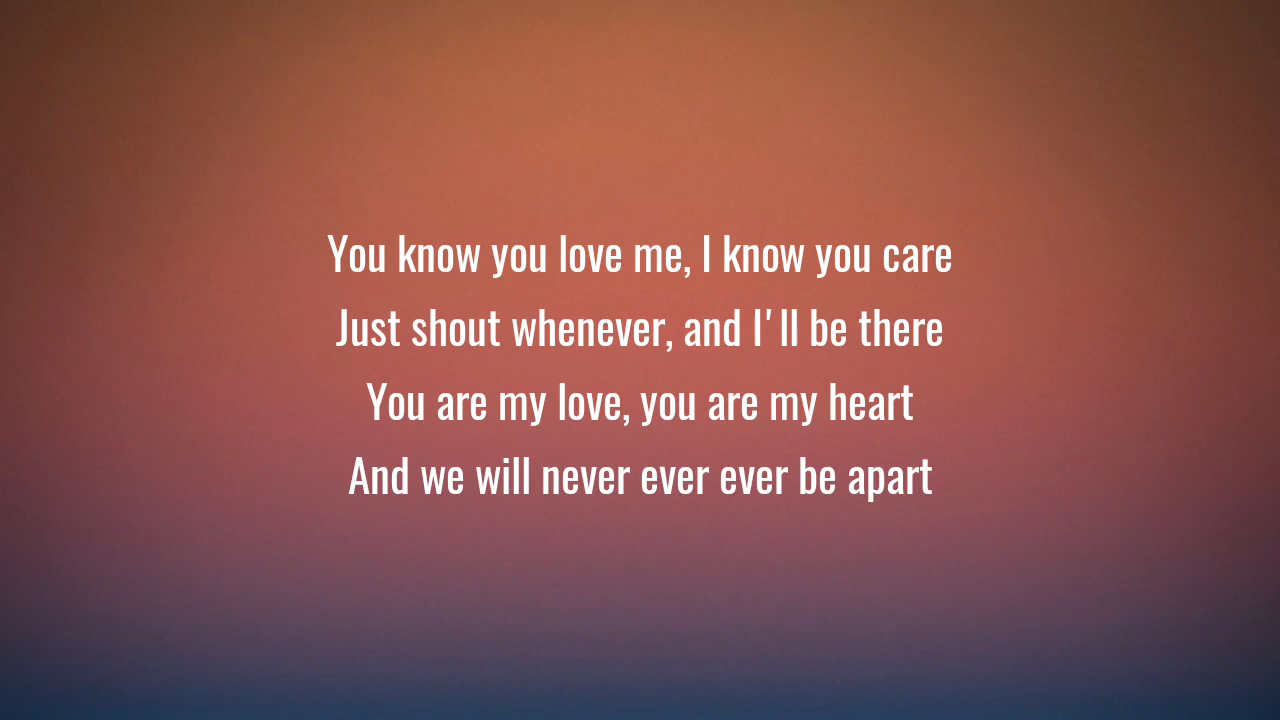 You know you love me, I know you care
Just shout whenever, and I'll be there
You are my love, you are my heart
And we will never ever ever be apart